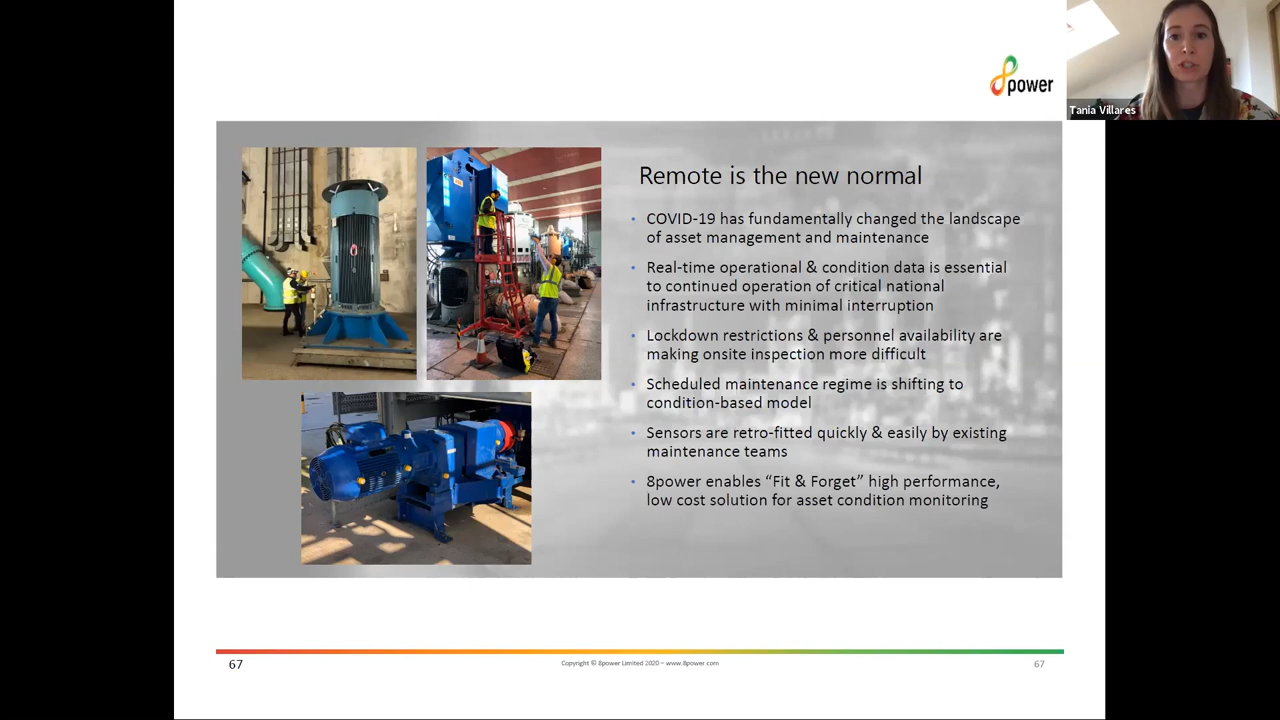 8power
Tania Villares
Remote is the new normal
• COVID-19 has fundamentally changed the landscape
of asset management and maintenance
• Real-time operational & condition data is essential
to continued operation of critical national
infrastructure with minimal interruption
• Lockdown restrictions & personnel availability are
making onsite inspection more difficult
• Scheduled maintenance regime is shifting to
condition-based model
• Sensors are retro-fitted quickly & easily by existing
maintenance teams
• 8power enables “Fit & Forget” high performance,
low cost solution for asset condition monitoring
67
Copyright © 8power Limited 2020 – www.8power.com
67